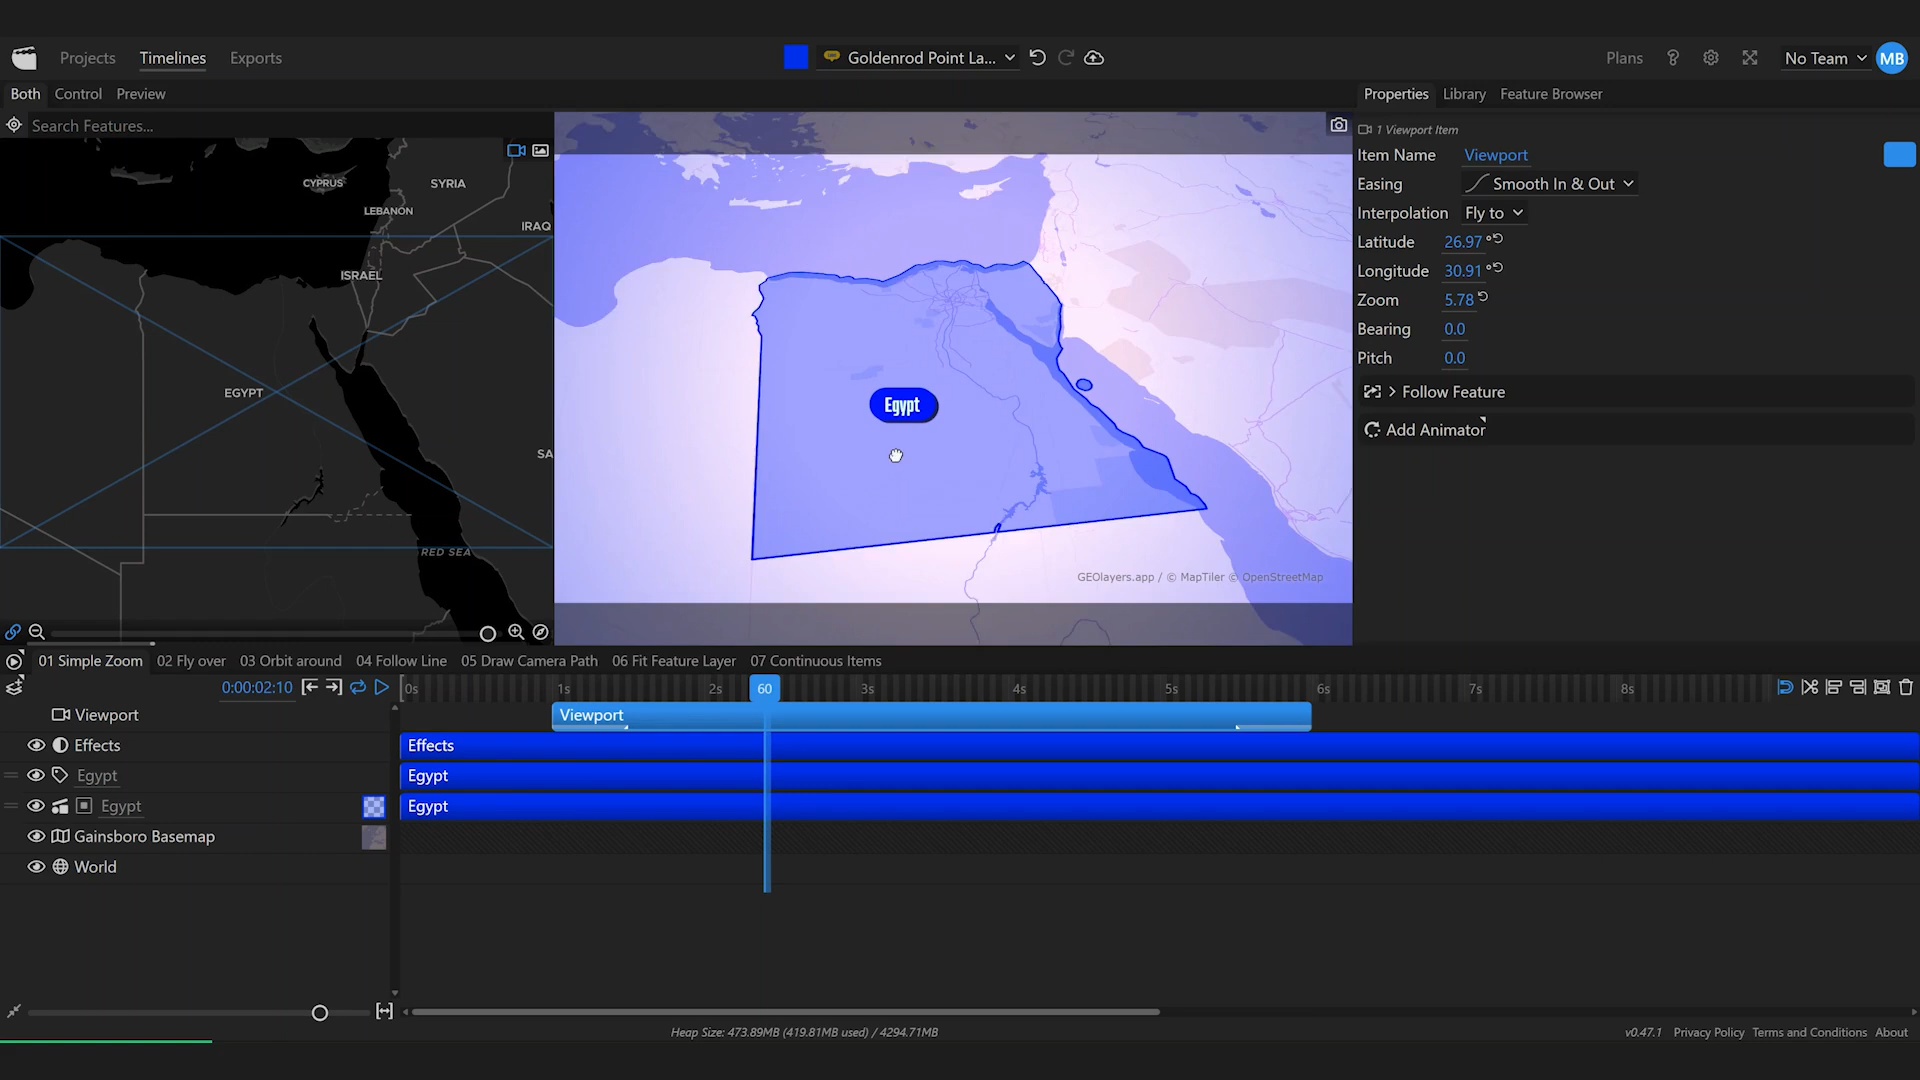 Projects Timelines Exports Goldenrod Point La... Plans No Team MB
Both Control Preview Properties Library Feature Browser
Search Features...
1 Viewport Item
Item Name Viewport
Easing Smooth In & Out
Interpolation Fly to
Latitude 26.97 °
Longitude 30.91 °
Zoom 5.78
Bearing 0.0
Pitch 0.0
Follow Feature
Add Animator
CYPRUS
SYRIA
LEBANON
IRAQ
ISRAEL
EGYPT
SA
RED SEA
Egypt
GEOlayers.app / © MapTiler © OpenStreetMap
01 Simple Zoom 02 Fly over 03 Orbit around 04 Follow Line 05 Draw Camera Path 06 Fit Feature Layer 07 Continuous Items
0:00:02:10 0s 1s 2s 60 3s 4s 5s 6s 7s 8s
Viewport Viewport
Effects Effects
Egypt Egypt
Egypt Egypt
Gainsboro Basemap
World
Heap Size: 473.89MB (419.81MB used) / 4294.71MB
v0.47.1 Privacy Policy Terms and Conditions About